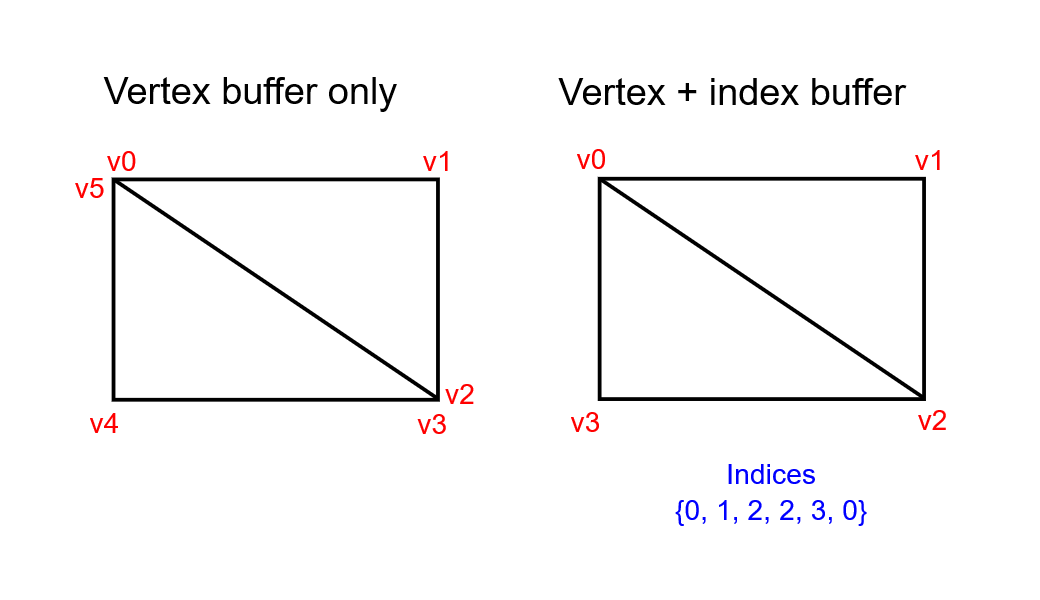 Vertex buffer only
v0
v1
v5
v2
v4
v3
Vertex + index buffer
v0
v1
v3
v2
Indices
{0, 1, 2, 2, 3, 0}